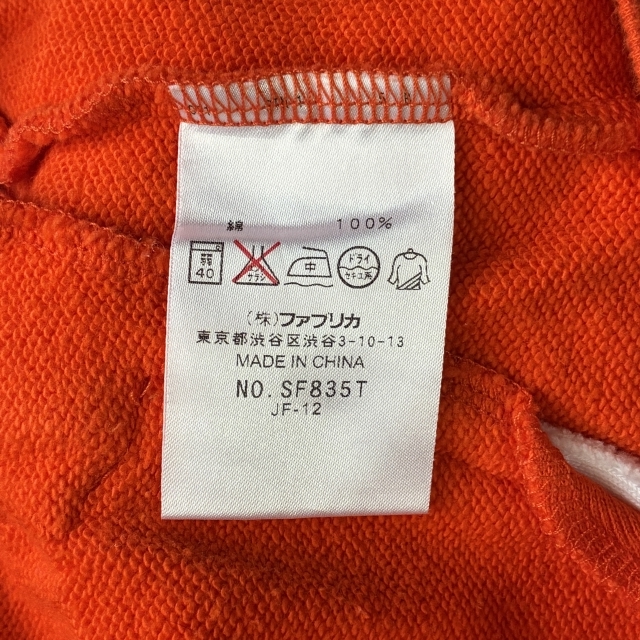 綿 100%
弱 40 エンソ サラシ 中 ドライ セキユ系
(株)ファブリカ
東京都渋谷区渋谷3-10-13
MADE IN CHINA
NO.SF835T
JF-12